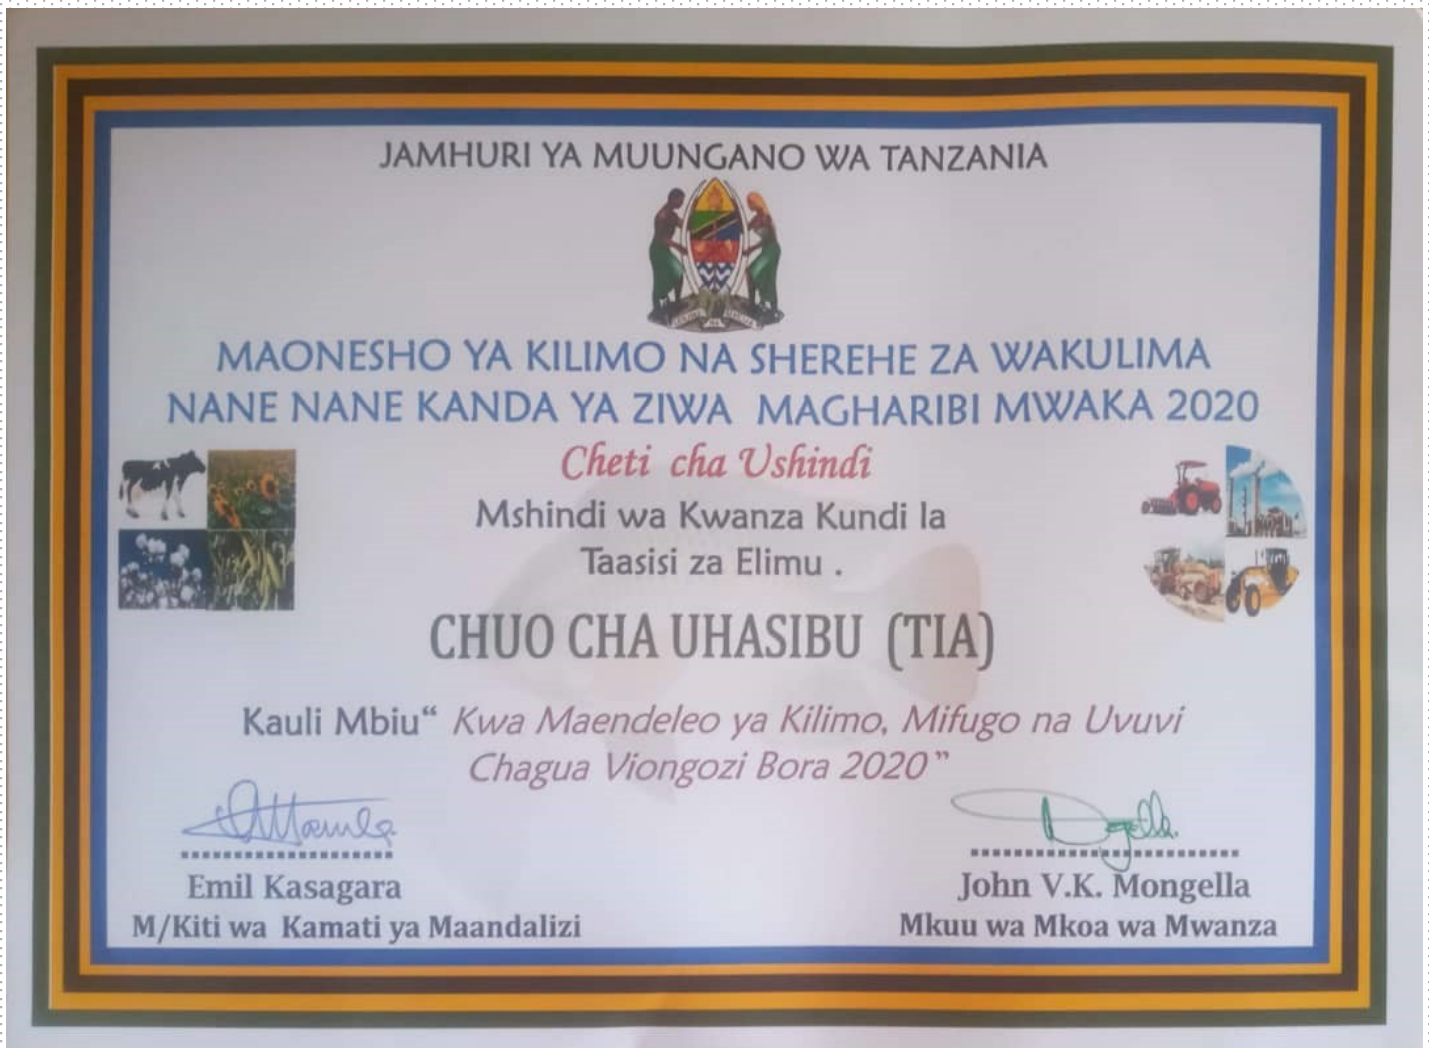 JAMHURI YA MUUNGANO WA TANZANIA
MAONESHO YA KILIMO NA SHEREHE ZA WAKULIMA
NANE NANE KANDA YA ZIWA MAGHARIBI MWAKA 2020
Cheti cha Ushindi
Mshindi wa Kwanza Kundi la
Taasisi za Elimu .
CHUO CHA UHASIBU (TIA)
Kauli Mbiu“ Kwa Maendeleo ya Kilimo, Mifugo na Uvuvi
Chagua Viongozi Bora 2020”
Emil Kasagara
M/Kiti wa Kamati ya Maandalizi
John V.K. Mongella
Mkuu wa Mkoa wa Mwanza